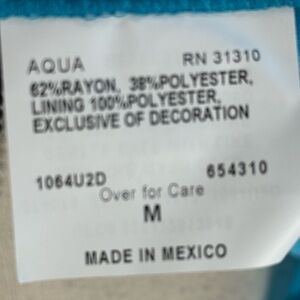 AQUA RN 31310
62%RAYON, 38%POLYESTER,
LINING 100%POLYESTER,
EXCLUSIVE OF DECORATION
1064U2D 654310
Over for Care
M
MADE IN MEXICO